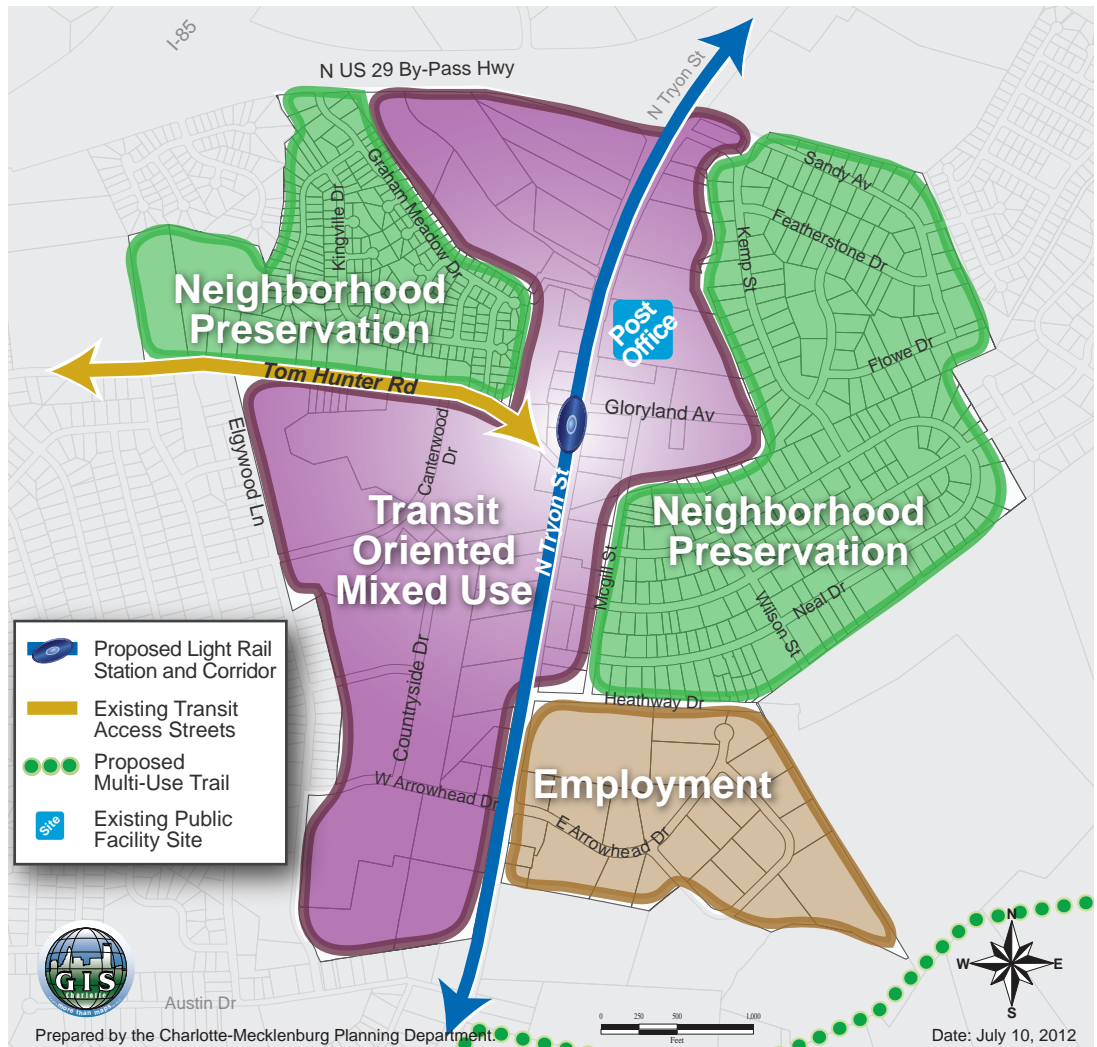 I-85
N US 29 By-Pass Hwy
N Tryon St
Sandy Av
Graham Meadow Dr
Kingville Dr
Featherstone Dr
Kemp St
Neighborhood
Preservation
Post
Office
Flowe Dr
Tom Hunter Rd
Gloryland Av
Elgywood Ln
Canterwood
Dr
Transit
Oriented
Mixed Use
N Tryon St
Neighborhood
Preservation
Mcgill St
Wilson St
Neal Dr
Proposed Light Rail
Station and Corridor
Existing Transit
Access Streets
Proposed
Multi-Use Trail
Site
Existing Public
Facility Site
Countryside Dr
Heathway Dr
W Arrowhead Dr
Employment
E Arrowhead Dr
GIS
Charlotte
... more than maps...
Austin Dr
N
W
E
S
0 250 500 1,000
Feet
Prepared by the Charlotte-Mecklenburg Planning Department.
Date: July 10, 2012